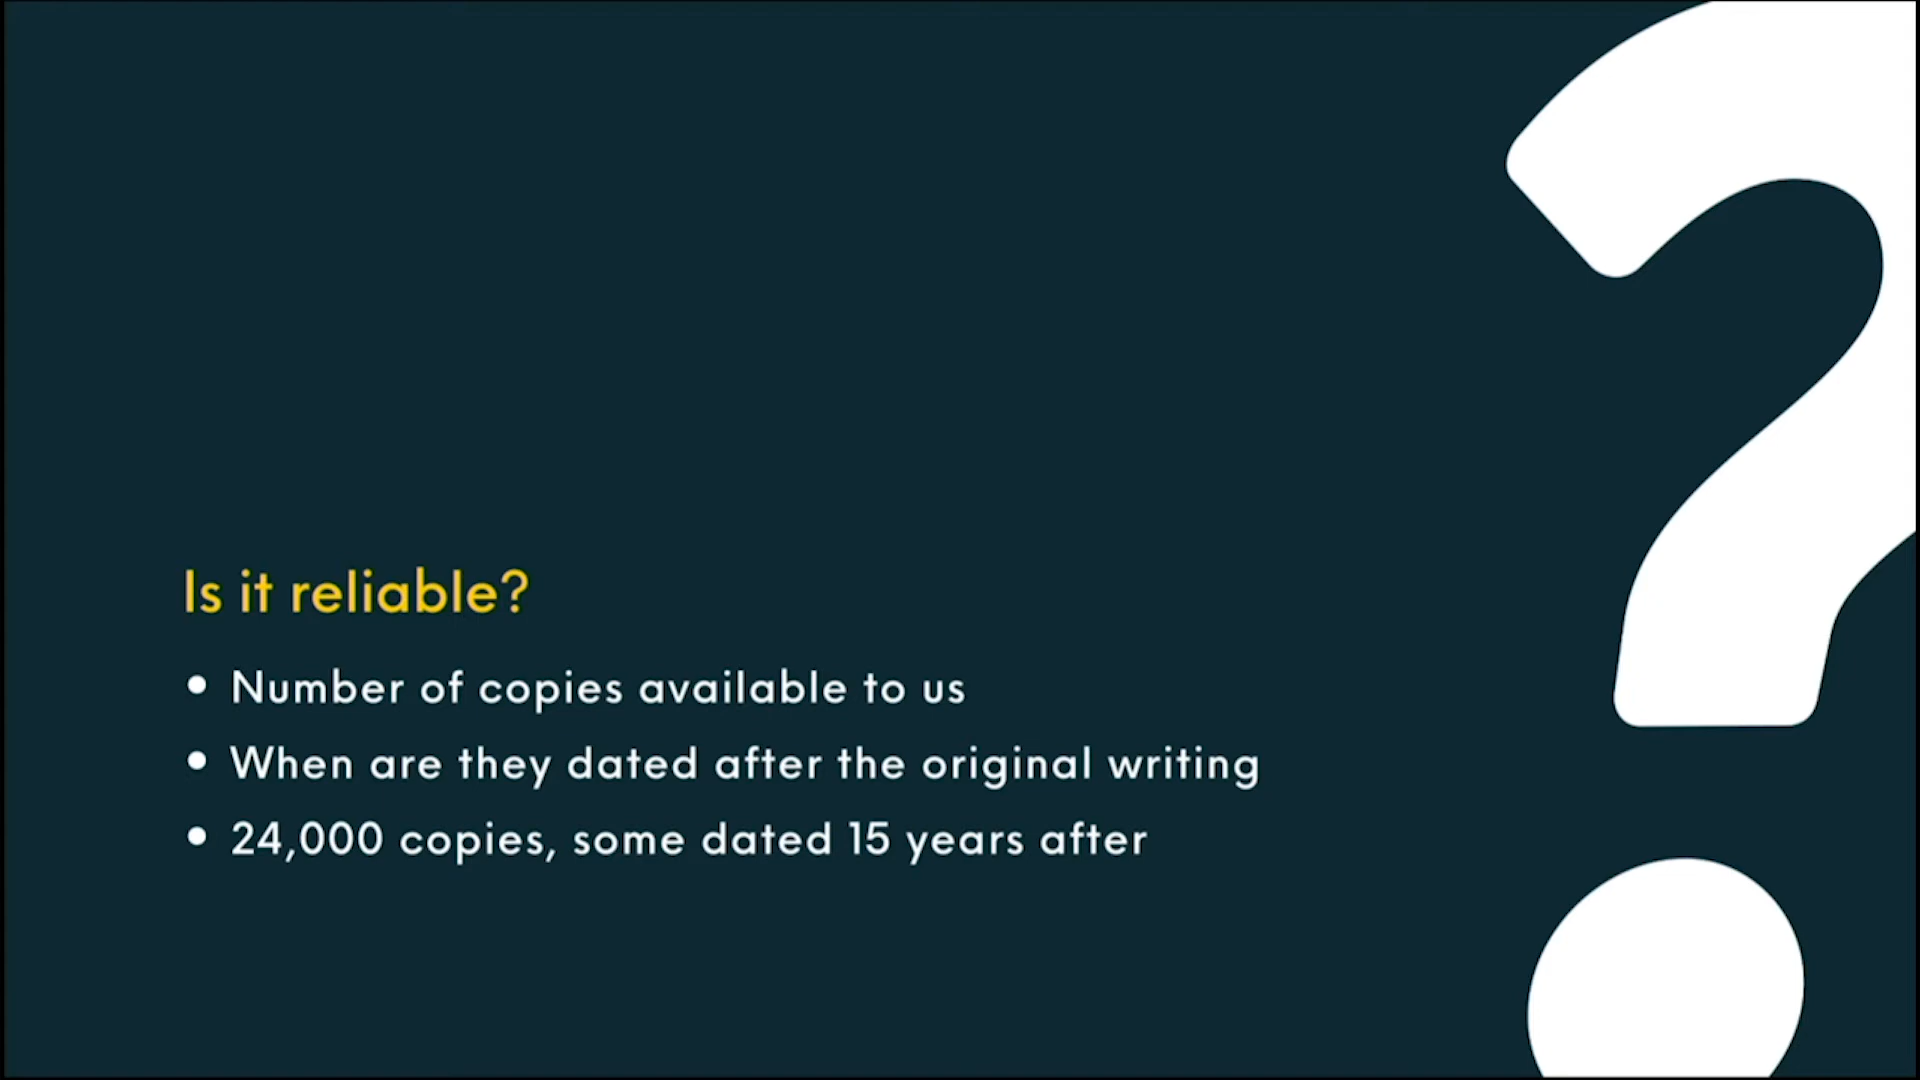 Is it reliable?
• Number of copies available to us
• When are they dated after the original writing
• 24,000 copies, some dated 15 years after
?